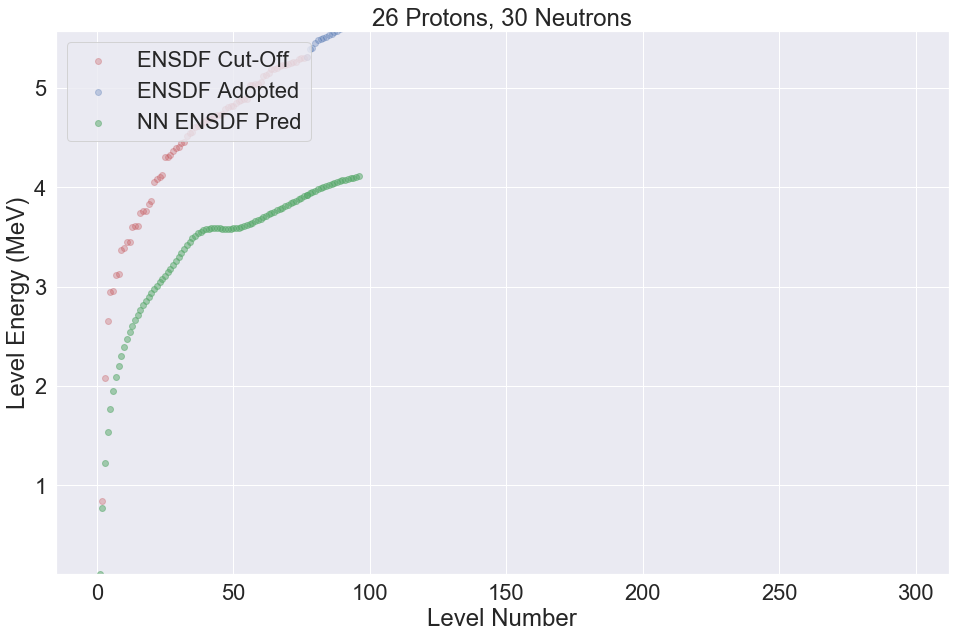 26 Protons, 30 Neutrons
ENSDF Cut-Off
ENSDF Adopted
NN ENSDF Pred
Level Energy (MeV)
5
4
3
2
1
0 50 100 150 200 250 300
Level Number